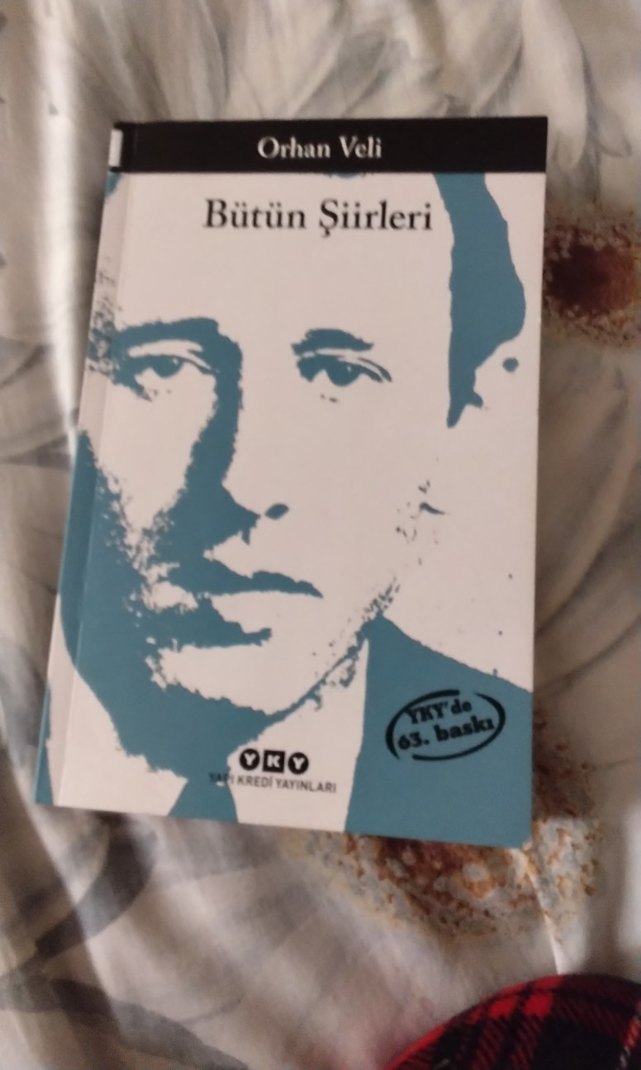 Orhan Veli
Bütün Şiirleri
YKY'de
63. baskı
YKY
YAPI KREDİ YAYINLARI